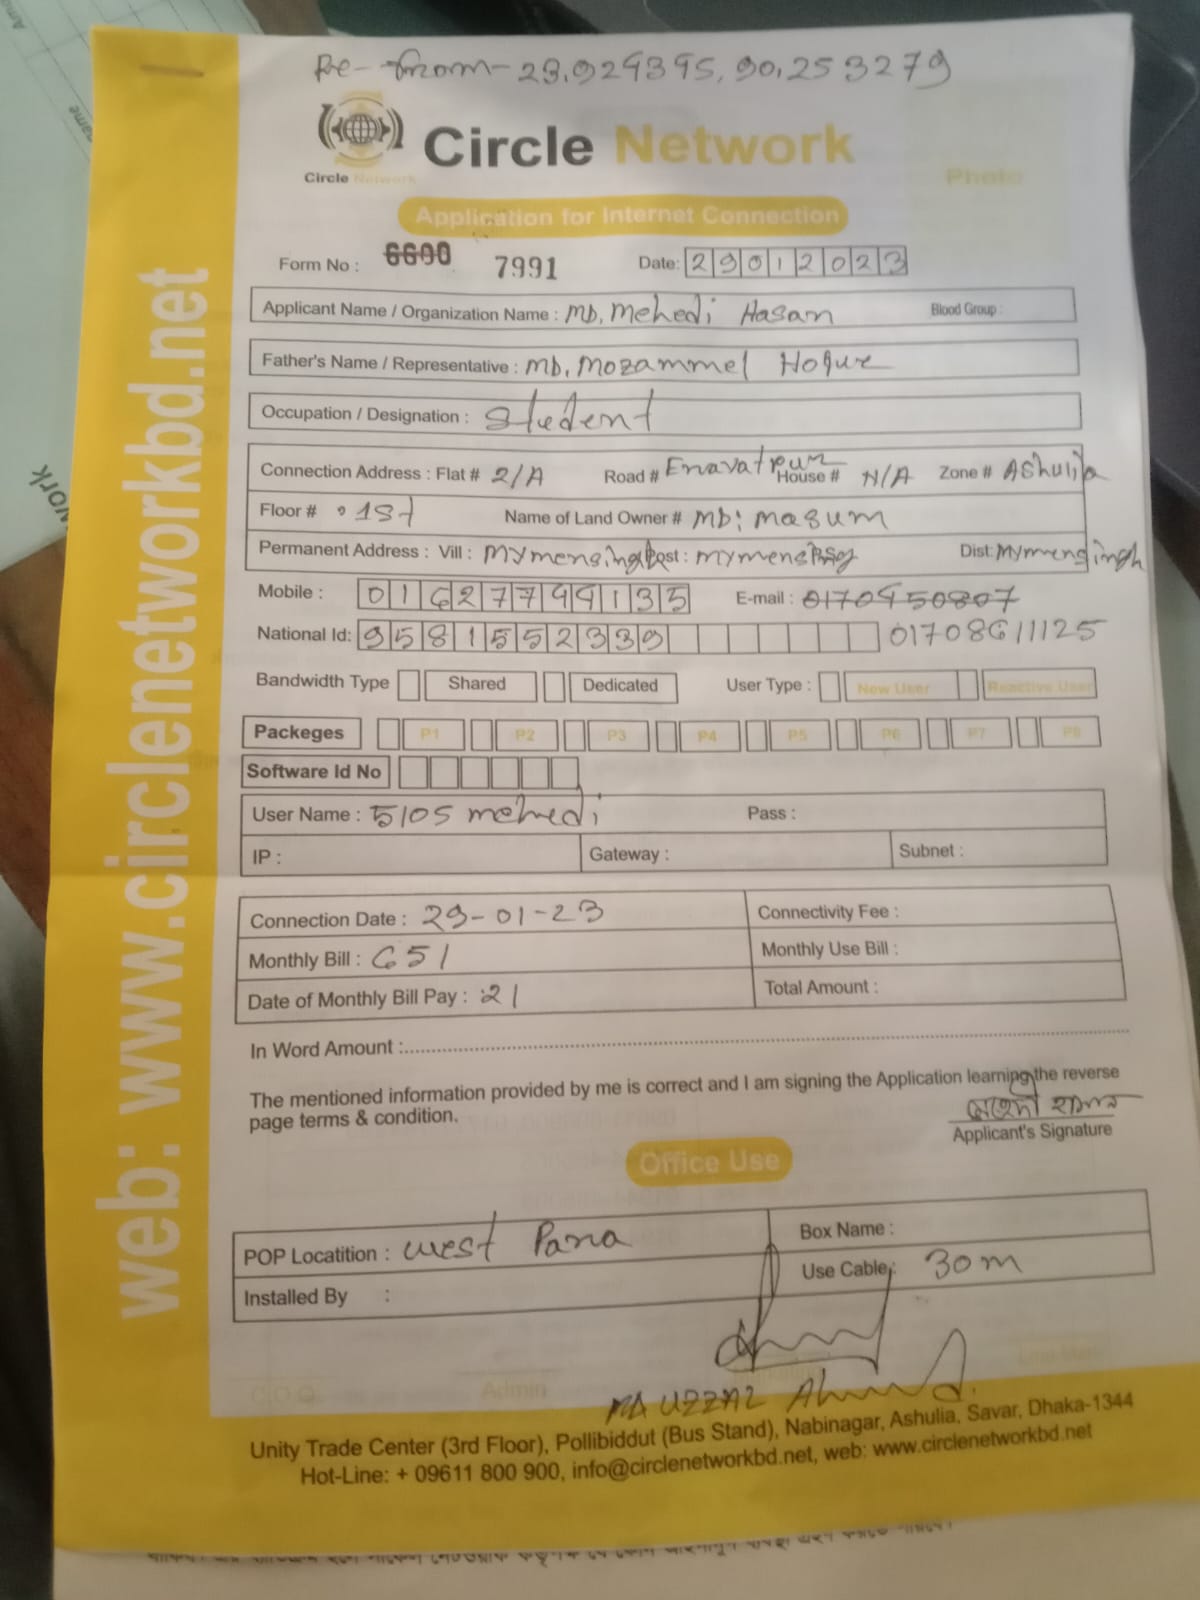 Re-from-23.929395, 90.253279
Circle Network
Circle Network
Photo
Application for Internet Connection
Form No : 6600 7991 Date: 29012023
Applicant Name / Organization Name : MD. Mehedi Hasan Blood Group :
Father's Name / Representative : MD. Mozammel Hoque
Occupation / Designation : Student
Connection Address : Flat # 2/A Road # Enayatpur House # N/A Zone # Ashulia
Floor # 1st Name of Land Owner # MD: Masum
Permanent Address : Vill : Mymensingh Post : Mymensing Dist: Mymensingh
Mobile : 01627799135 E-mail : 0170950807
National Id: 9581552339 01708611125
Bandwidth Type Shared Dedicated User Type : New User Reactive User
Packeges P1 P2 P3 P4 P5 P6 P7 P8
Software Id No
User Name : 5105 mehedi Pass :
IP : Gateway : Subnet :
Connection Date : 29-01-23 Connectivity Fee :
Monthly Bill : 651 Monthly Use Bill :
Date of Monthly Bill Pay : 21 Total Amount :
In Word Amount :
The mentioned information provided by me is correct and I am signing the Application learning the reverse
page terms & condition.
মেহেদী হাসান
Applicant's Signature
Office Use
POP Locatition : West Para Box Name :
Installed By : Use Cable : 30m
Admin
Unity Trade Center (3rd Floor), Pollibiddut (Bus Stand), Nabinagar, Ashulia, Savar, Dhaka-1344
Hot-Line: + 09611 800 900, info@circlenetworkbd.net, web: www.circlenetworkbd.net
web: www.circlenetworkbd.net